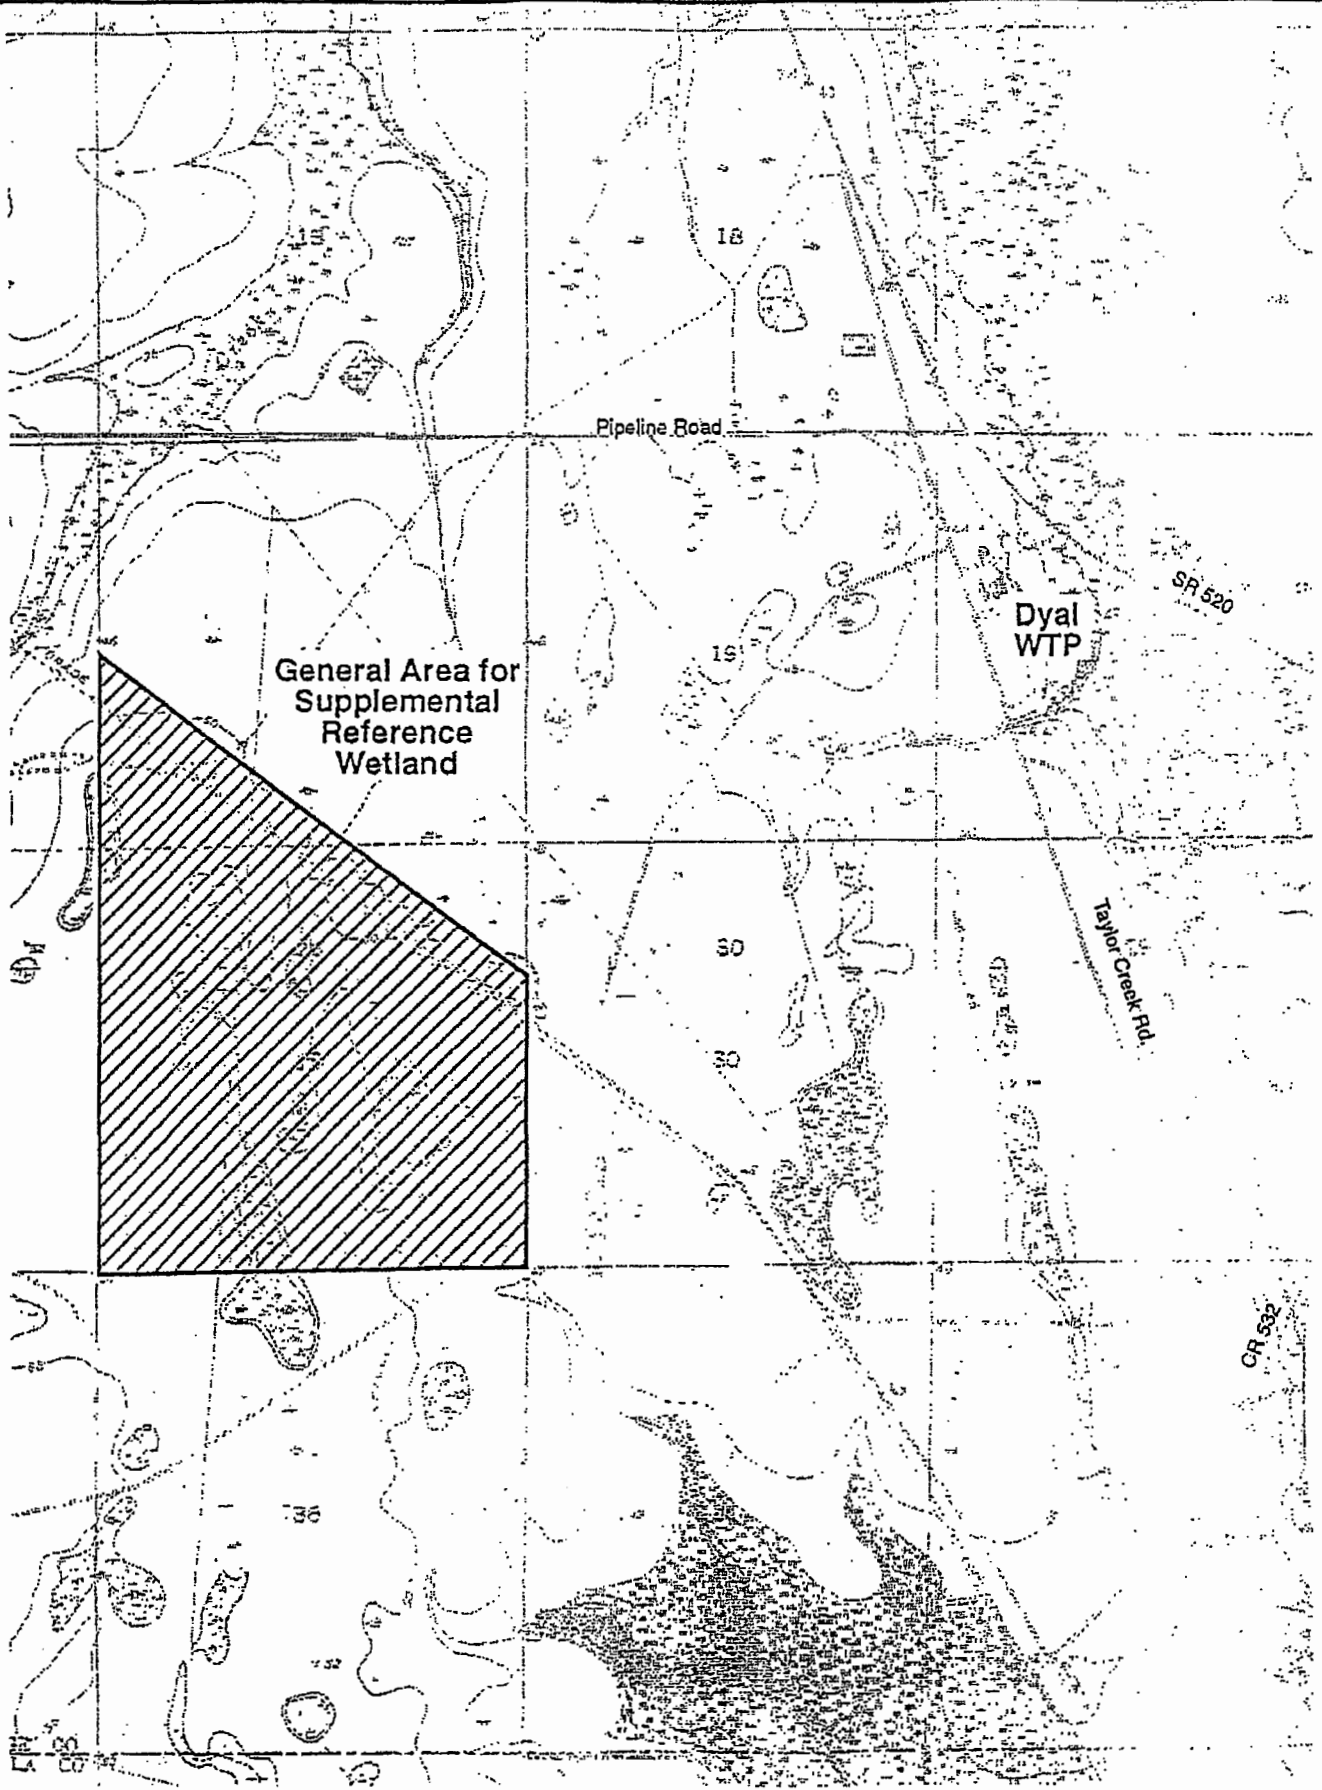 18
Pipeline Road
SR 520
Dyal
WTP
19
General Area for
Supplemental
Reference
Wetland
30
Taylor Creek Rd.
30
CR 532
36